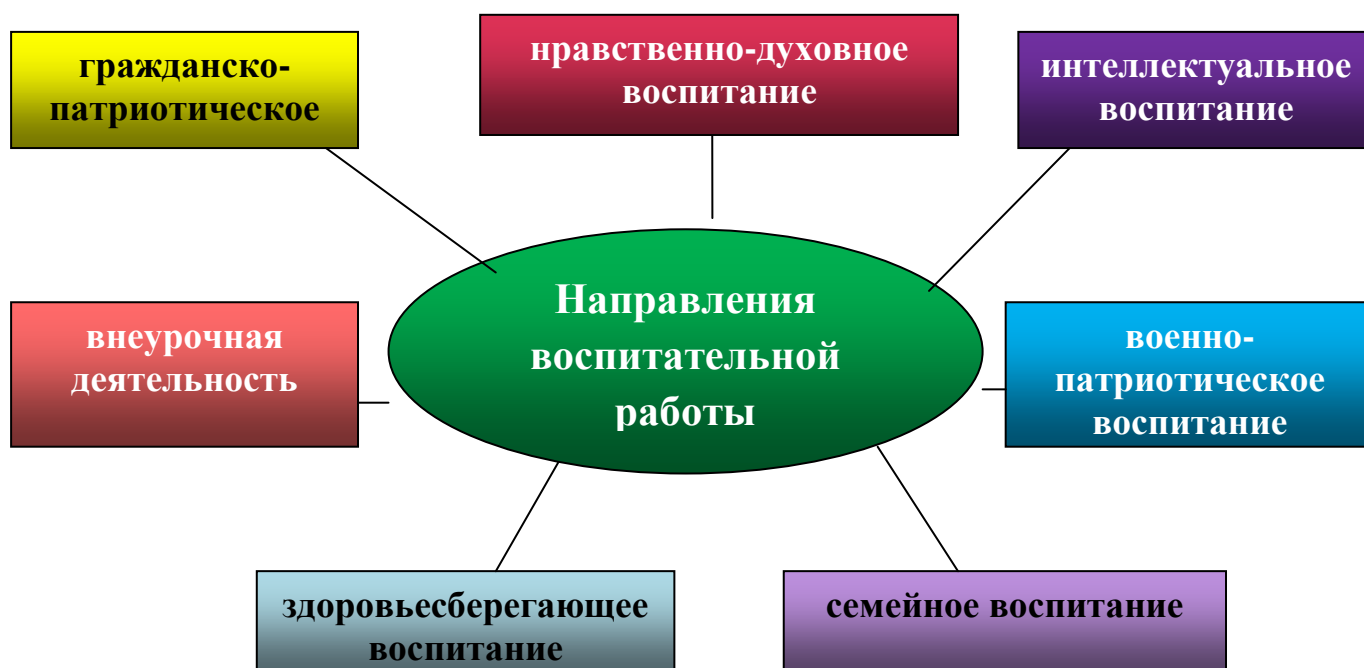 гражданско-
патриотическое
нравственно-духовное
воспитание
интеллектуальное
воспитание
Направления
воспитательной
работы
внеурочная
деятельность
военно-
патриотическое
воспитание
здоровьесберегающее
воспитание
семейное воспитание